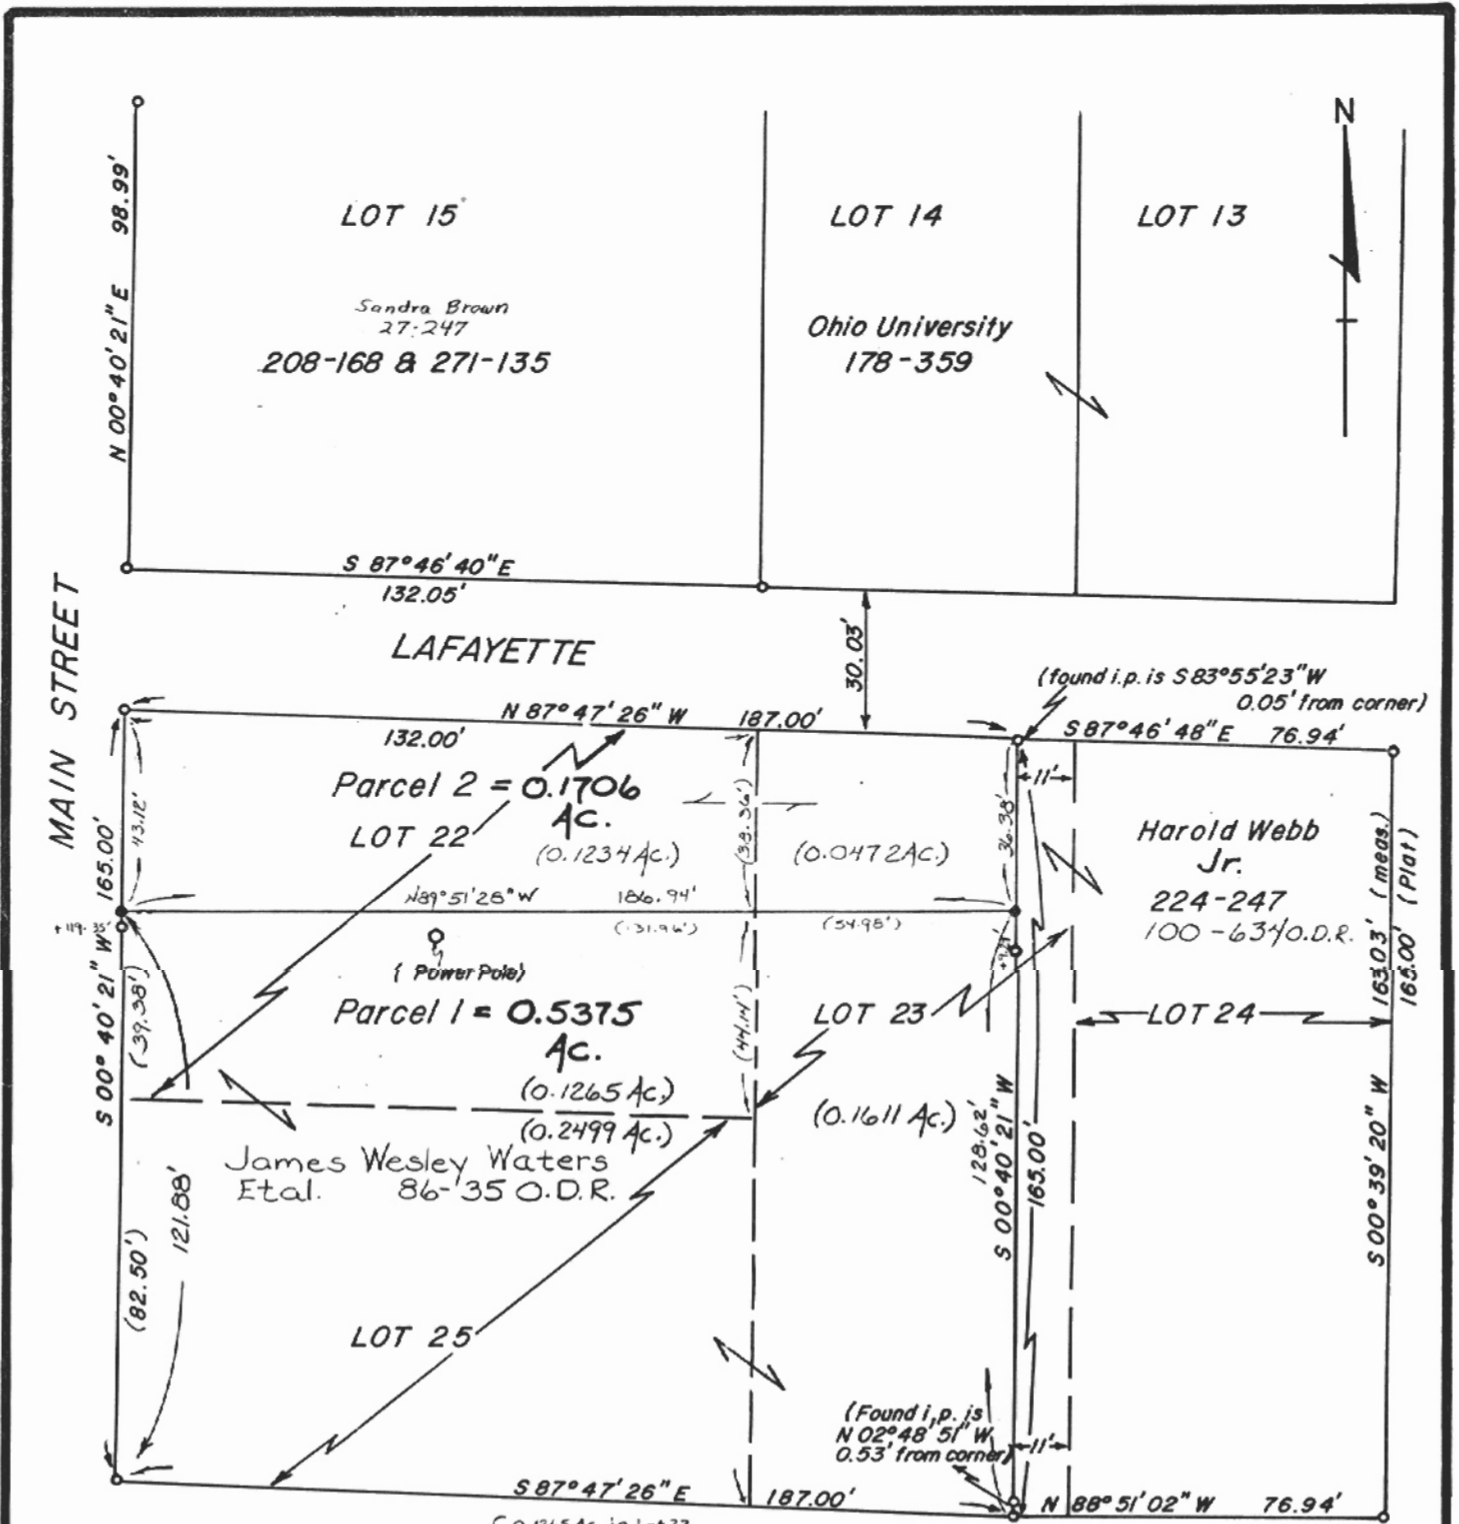 N
LOT 15
LOT 14
LOT 13
N 00° 40' 21" E 98.99'
Sandra Brown
27-247
208-168 & 271-135
Ohio University
178-359
S 87° 46' 40" E
132.05'
MAIN STREET
LAFAYETTE
30.03'
(found i.p. is S 83° 55' 23" W
0.05' from corner)
N 87° 47' 26" W 187.00'
S 87° 46' 48" E 76.94'
132.00'
11'
Parcel 2 = 0.1706
AC.
LOT 22
(0.1234 AC.)
(0.0472 AC.)
43.12'
(38.36')
36.38'
165.00'
Harold Webb
Jr.
224-247
100-634 O.D.R.
163.03' (meas.)
165.00' (Plat)
N89° 51' 28" W 186.94'
(131.96')
(54.98')
+119.35'
(Power Pole)
Parcel 1 = 0.5375
AC.
(39.38')
(44.14')
LOT 23
LOT 24
S 00° 40' 21" W
(0.1265 Ac.)
(0.2499 Ac.)
(0.1611 Ac.)
James Wesley Waters
Etal. 86-35 O.D.R.
128.62'
S 00° 40' 21" W
165.00'
S 00° 39' 20" W
(82.50')
121.88'
LOT 25
(Found i.p. is
N 02° 48' 51" W
0.53' from corner)
11'
S 87° 47' 26" E 187.00'
N 88° 51' 02" W 76.94'